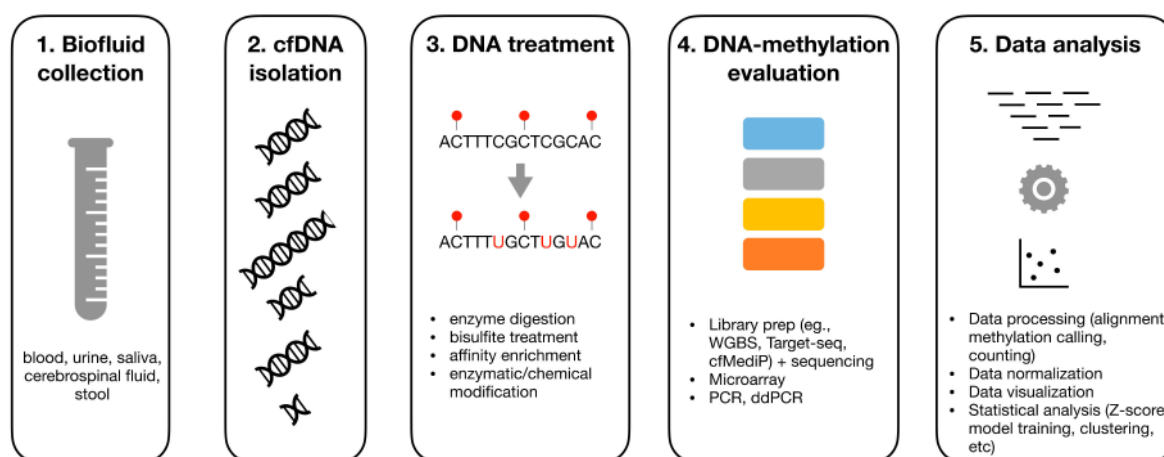 1. Biofluid
collection
blood, urine, saliva,
cerebrospinal fluid,
stool
2. cfDNA
isolation
3. DNA treatment
ACTTTCGCTCGCAC
ACTTTUGCTUGUAC
• enzyme digestion
• bisulfite treatment
• affinity enrichment
• enzymatic/chemical
modification
4. DNA-methylation
evaluation
• Library prep (eg.,
WGBS, Target-seq,
cfMediP) + sequencing
• Microarray
• PCR, ddPCR
5. Data analysis
• Data processing (alignment
methylation calling,
counting)
• Data normalization
• Data visualization
• Statistical analysis (Z-score
model training, clustering,
etc)